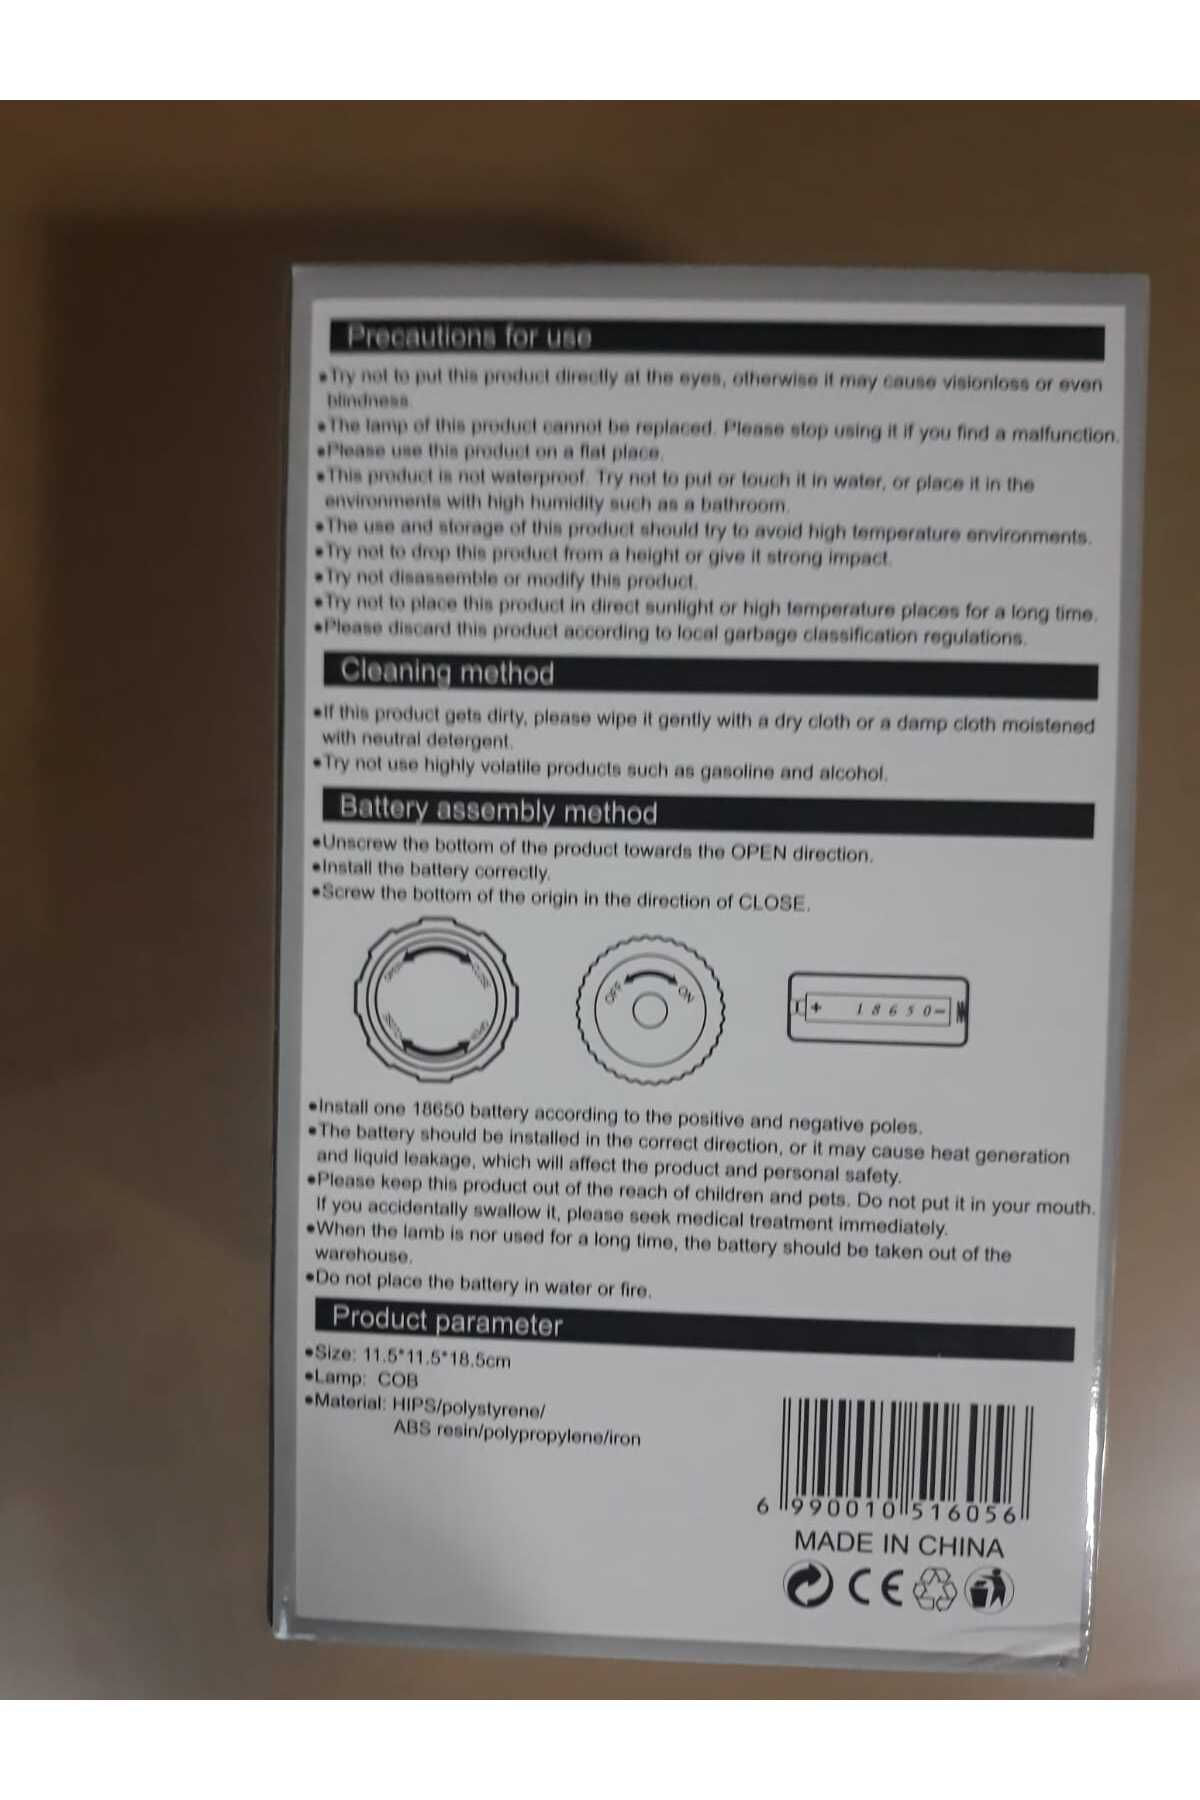 Precautions for use
•Try not to put this product directly at the eyes, otherwise it may cause visionloss or even
blindness.
•The lamp of this product cannot be replaced. Please stop using it if you find a malfunction.
•Please use this product on a flat place.
•This product is not waterproof. Try not to put or touch it in water, or place it in the
environments with high humidity such as a bathroom.
•The use and storage of this product should try to avoid high temperature environments.
•Try not to drop this product from a height or give it strong impact.
•Try not disassemble or modify this product.
•Try not to place this product in direct sunlight or high temperature places for a long time.
•Please discard this product according to local garbage classification regulations.
Cleaning method
•If this product gets dirty, please wipe it gently with a dry cloth or a damp cloth moistened
with neutral detergent.
•Try not use highly volatile products such as gasoline and alcohol.
Battery assembly method
•Unscrew the bottom of the product towards the OPEN direction.
•Install the battery correctly.
•Screw the bottom of the origin in the direction of CLOSE.
OPEN CLOSE
CLOSE OPEN
OFF ON
+ 18650-
•Install one 18650 battery according to the positive and negative poles.
•The battery should be installed in the correct direction, or it may cause heat generation
and liquid leakage, which will affect the product and personal safety.
•Please keep this product out of the reach of children and pets. Do not put it in your mouth.
If you accidentally swallow it, please seek medical treatment immediately.
•When the lamb is nor used for a long time, the battery should be taken out of the
warehouse.
•Do not place the battery in water or fire.
Product parameter
•Size: 11.5*11.5*18.5cm
•Lamp: COB
•Material: HIPS/polystyrene/
ABS resin/polypropylene/iron
6 990010 516056
MADE IN CHINA
CE